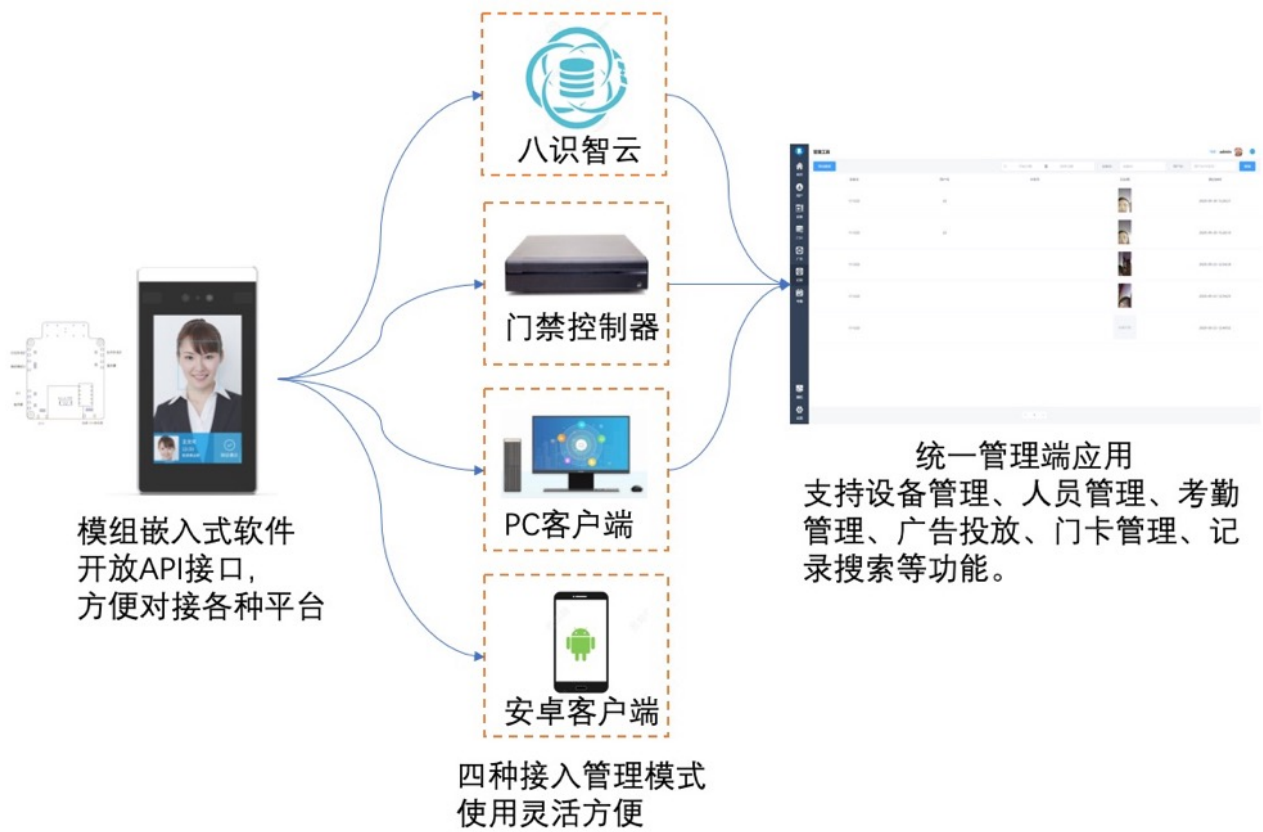 八识智云
门禁控制器
PC客户端
安卓客户端
四种接入管理模式
使用灵活方便
模组嵌入式软件
开放API接口,
方便对接各种平台
admin
统一管理端应用
支持设备管理、人员管理、考勤
管理、广告投放、门卡管理、记
录搜索等功能。